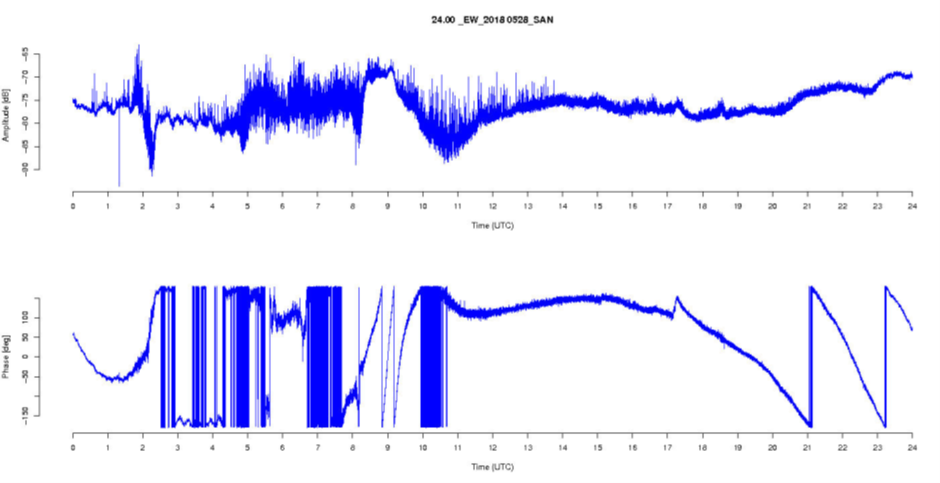 24.00 _EW_2018 0528_SAN
Amplitude [dB]
-65
-70
-75
-80
-85
-90
0 1 2 3 4 5 6 7 8 9 10 11 12 13 14 15 16 17 18 19 20 21 22 23 24
Time (UTC)
Phase [deg]
100
50
0
-50
-150
0 1 2 3 4 5 6 7 8 9 10 11 12 13 14 15 16 17 18 19 20 21 22 23 24
Time (UTC)